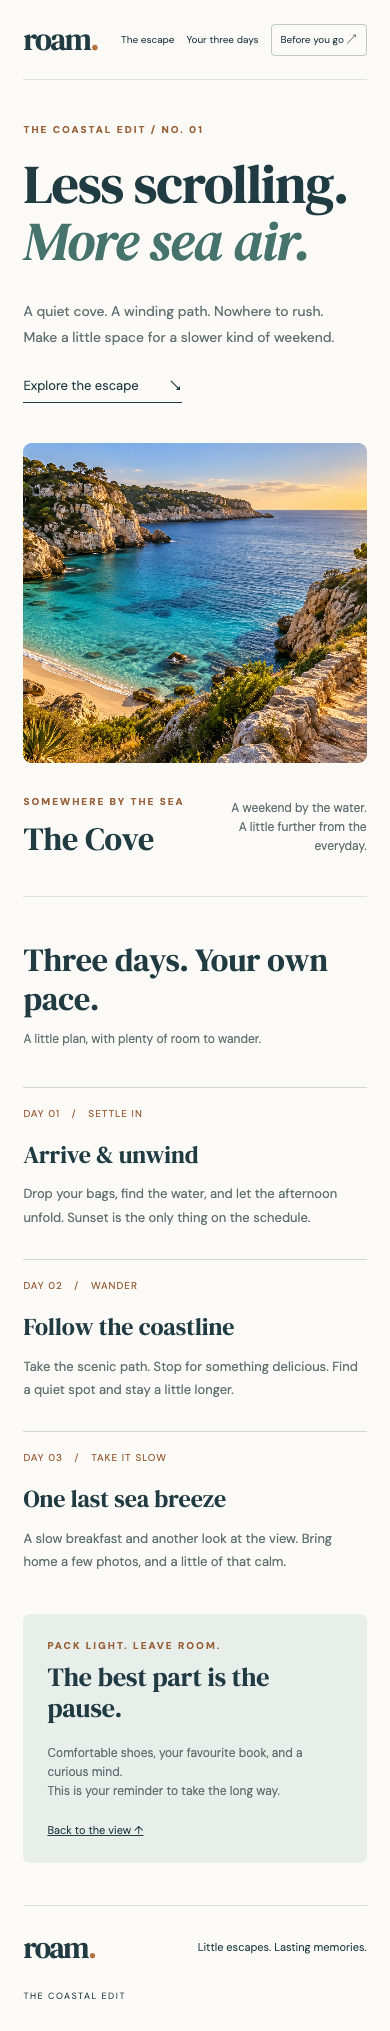 roam.
The escape Your three days Before you go ↗
THE COASTAL EDIT / NO. 01
Less scrolling.
More sea air.
A quiet cove. A winding path. Nowhere to rush.
Make a little space for a slower kind of weekend.
Explore the escape ↘
SOMEWHERE BY THE SEA
The Cove
A weekend by the water.
A little further from the
everyday.
Three days. Your own
pace.
A little plan, with plenty of room to wander.
DAY 01 / SETTLE IN
Arrive & unwind
Drop your bags, find the water, and let the afternoon
unfold. Sunset is the only thing on the schedule.
DAY 02 / WANDER
Follow the coastline
Take the scenic path. Stop for something delicious. Find
a quiet spot and stay a little longer.
DAY 03 / TAKE IT SLOW
One last sea breeze
A slow breakfast and another look at the view. Bring
home a few photos, and a little of that calm.
PACK LIGHT. LEAVE ROOM.
The best part is the
pause.
Comfortable shoes, your favourite book, and a
curious mind.
This is your reminder to take the long way.
Back to the view ↑
roam.
Little escapes. Lasting memories.
THE COASTAL EDIT